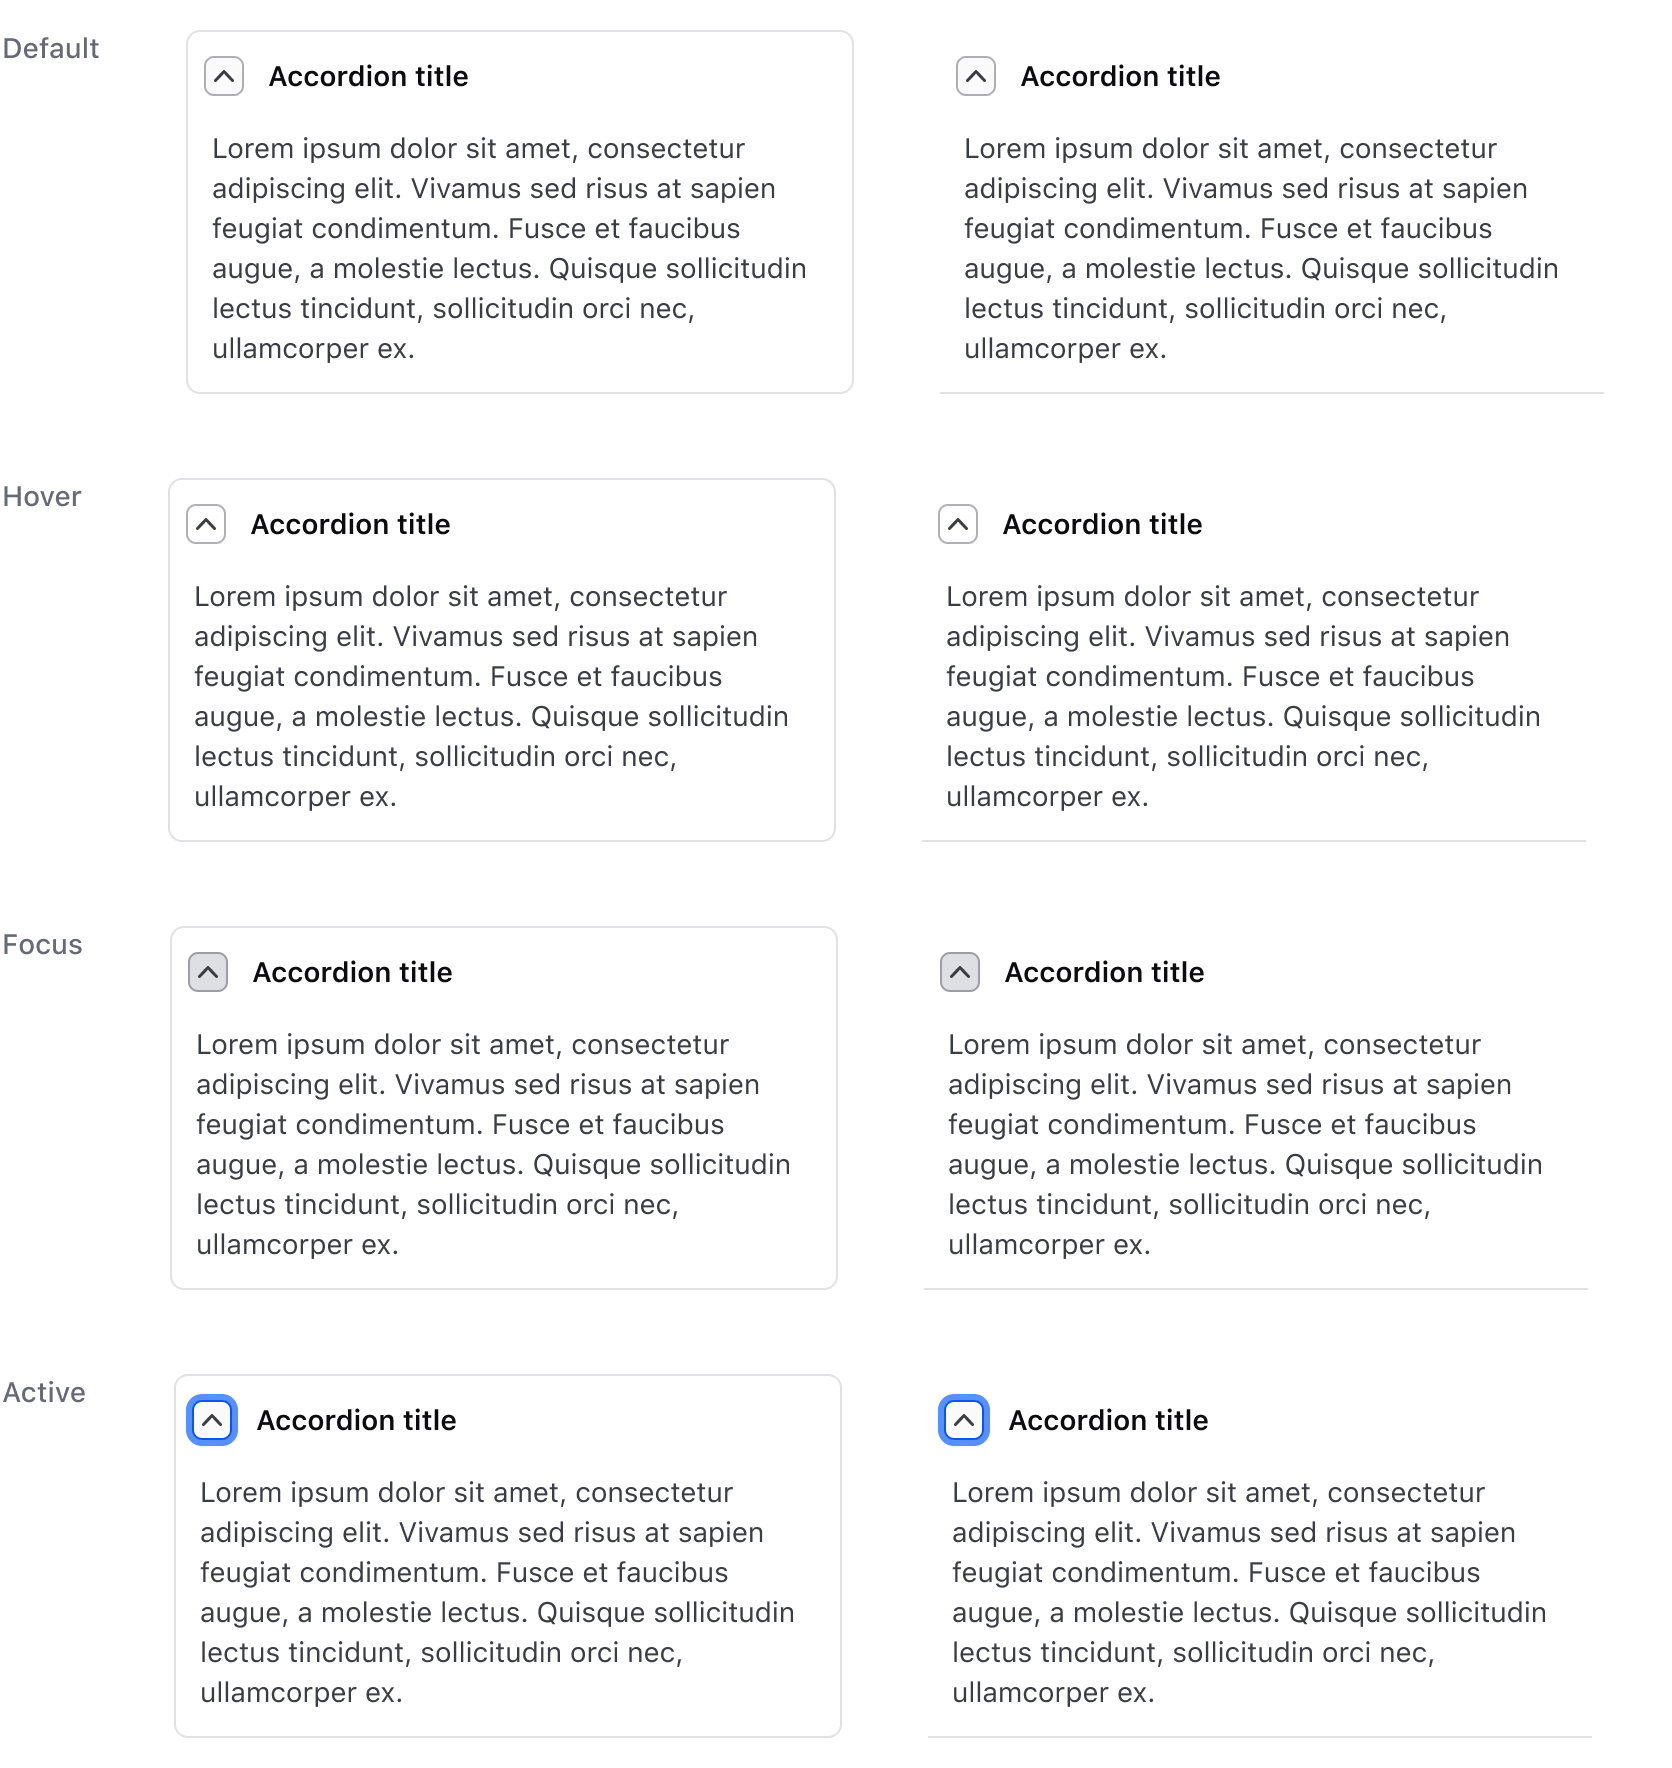 Default
Accordion title
Lorem ipsum dolor sit amet, consectetur
adipiscing elit. Vivamus sed risus at sapien
feugiat condimentum. Fusce et faucibus
augue, a molestie lectus. Quisque sollicitudin
lectus tincidunt, sollicitudin orci nec,
ullamcorper ex.
Accordion title
Lorem ipsum dolor sit amet, consectetur
adipiscing elit. Vivamus sed risus at sapien
feugiat condimentum. Fusce et faucibus
augue, a molestie lectus. Quisque sollicitudin
lectus tincidunt, sollicitudin orci nec,
ullamcorper ex.
Hover
Accordion title
Lorem ipsum dolor sit amet, consectetur
adipiscing elit. Vivamus sed risus at sapien
feugiat condimentum. Fusce et faucibus
augue, a molestie lectus. Quisque sollicitudin
lectus tincidunt, sollicitudin orci nec,
ullamcorper ex.
Accordion title
Lorem ipsum dolor sit amet, consectetur
adipiscing elit. Vivamus sed risus at sapien
feugiat condimentum. Fusce et faucibus
augue, a molestie lectus. Quisque sollicitudin
lectus tincidunt, sollicitudin orci nec,
ullamcorper ex.
Focus
Accordion title
Lorem ipsum dolor sit amet, consectetur
adipiscing elit. Vivamus sed risus at sapien
feugiat condimentum. Fusce et faucibus
augue, a molestie lectus. Quisque sollicitudin
lectus tincidunt, sollicitudin orci nec,
ullamcorper ex.
Accordion title
Lorem ipsum dolor sit amet, consectetur
adipiscing elit. Vivamus sed risus at sapien
feugiat condimentum. Fusce et faucibus
augue, a molestie lectus. Quisque sollicitudin
lectus tincidunt, sollicitudin orci nec,
ullamcorper ex.
Active
Accordion title
Lorem ipsum dolor sit amet, consectetur
adipiscing elit. Vivamus sed risus at sapien
feugiat condimentum. Fusce et faucibus
augue, a molestie lectus. Quisque sollicitudin
lectus tincidunt, sollicitudin orci nec,
ullamcorper ex.
Accordion title
Lorem ipsum dolor sit amet, consectetur
adipiscing elit. Vivamus sed risus at sapien
feugiat condimentum. Fusce et faucibus
augue, a molestie lectus. Quisque sollicitudin
lectus tincidunt, sollicitudin orci nec,
ullamcorper ex.